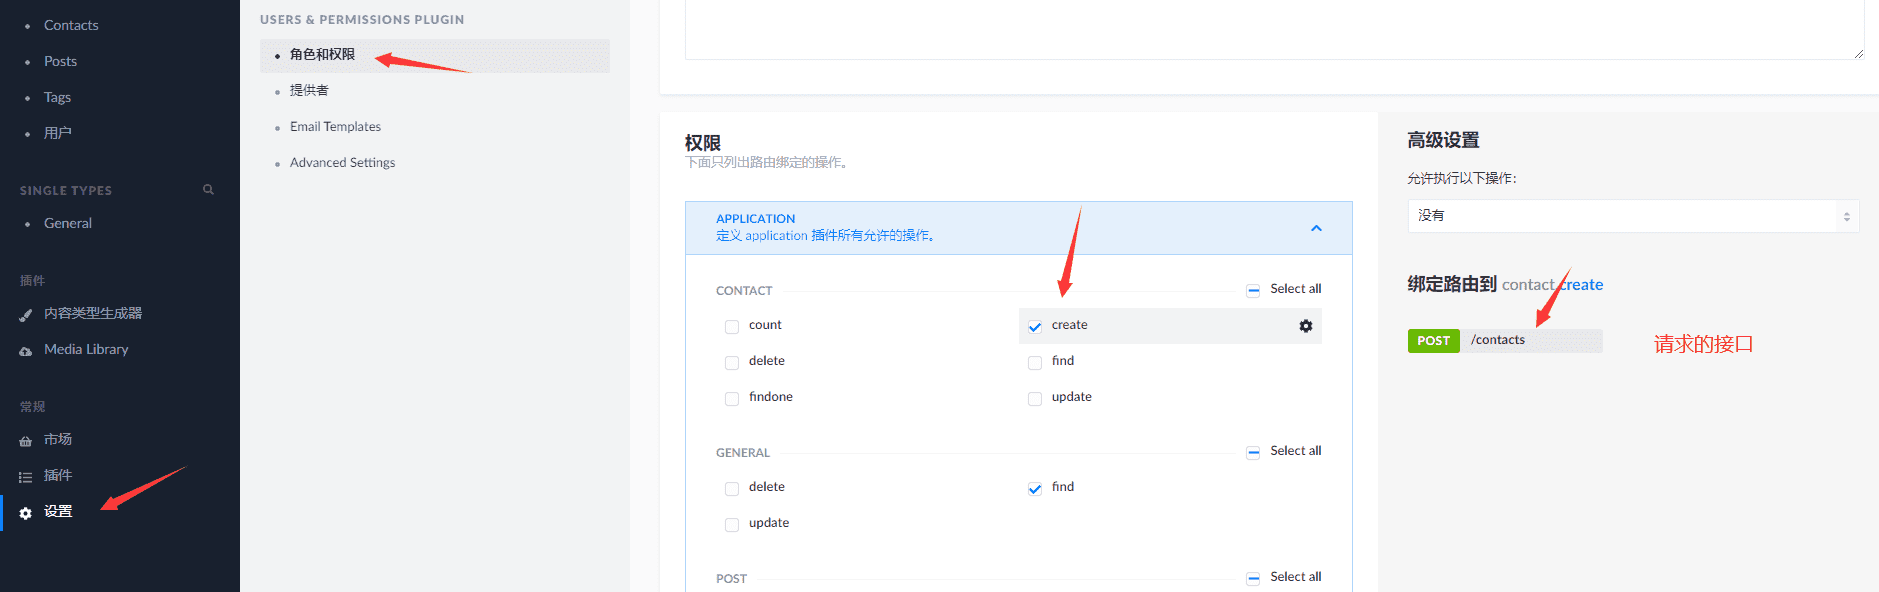 Contacts
Posts
Tags
用户
SINGLE TYPES
General
插件
内容类型生成器
Media Library
常规
市场
插件
设置
USERS & PERMISSIONS PLUGIN
角色和权限
提供者
Email Templates
Advanced Settings
权限
下面只列出路由绑定的操作。
APPLICATION
定义 application 插件所有允许的操作。
CONTACT
Select all
count
create
delete
find
findone
update
GENERAL
Select all
delete
find
update
POST
Select all
高级设置
允许执行以下操作:
没有
绑定路由到 contact.create
POST /contacts
请求的接口